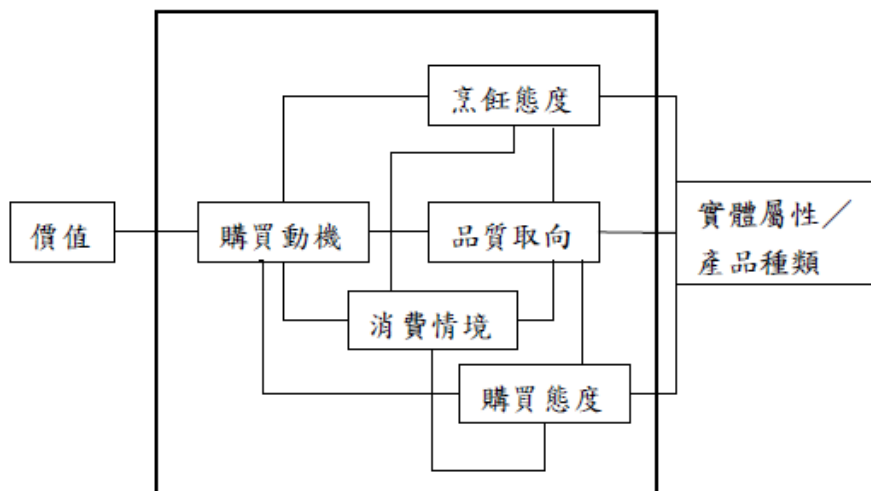 烹飪態度
價值
購買動機
品質取向
實體屬性／
產品種類
消費情境
購買態度